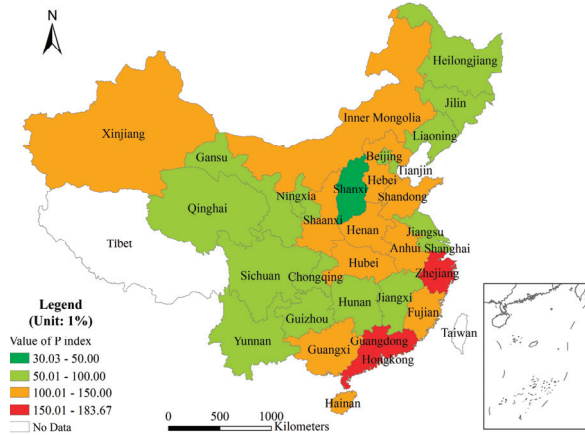 N
Heilongjiang
Jilin
Liaoning
Inner Mongolia
Xinjiang
Gansu
Beijing
Tianjin
Hebei
Shanxi
Ningxia
Shandong
Qinghai
Shaanxi
Henan
Jiangsu
Tibet
Anhui
Shanghai
Hubei
Sichuan
Chongqing
Zhejiang
Hunan
Jiangxi
Guizhou
Fujian
Yunnan
Guangxi
Guangdong
Hongkong
Taiwan
Hainan
Legend
(Unit: 1%)
Value of P index
30.03 - 50.00
50.01 - 100.00
100.01 - 150.00
150.01 - 183.67
No Data
0 250 500 1000
Kilometers